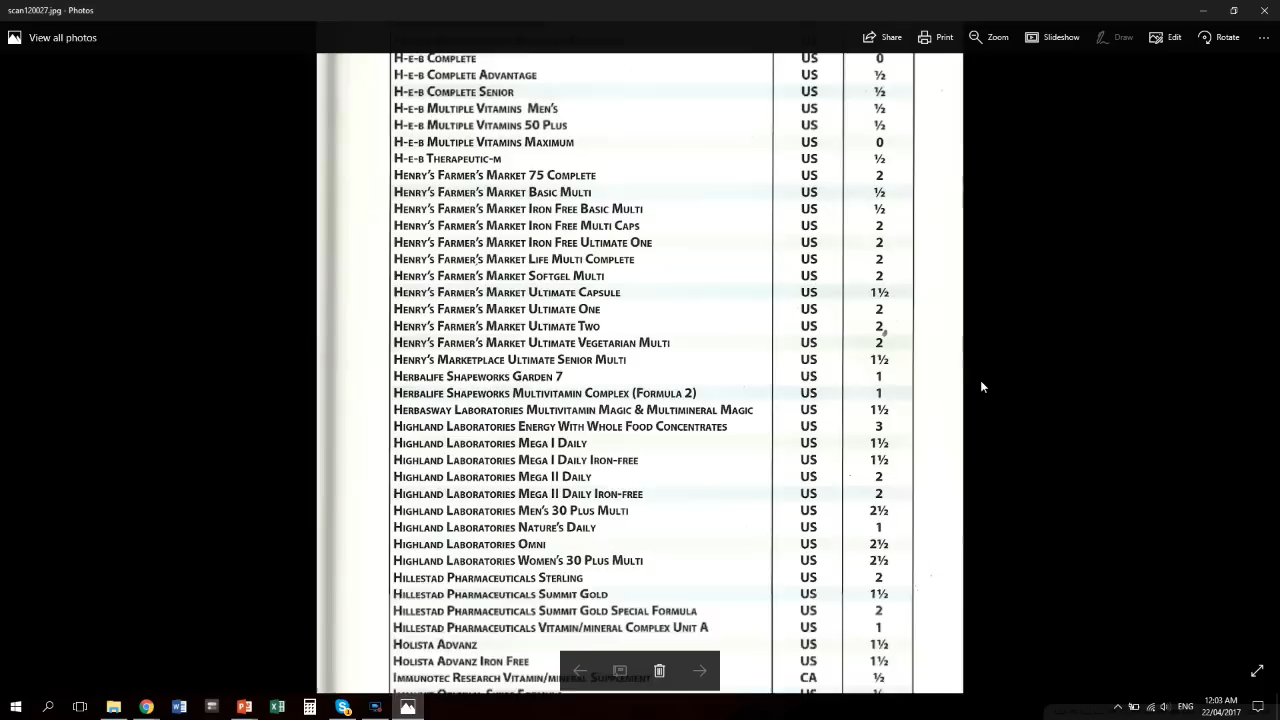 scan120027.jpg - Photos
View all photos
Share
Print
Zoom
Slideshow
Draw
Edit
Rotate
H-E-B COMPLETE US 0
H-E-B COMPLETE ADVANTAGE US ½
H-E-B COMPLETE SENIOR US ½
H-E-B MULTIPLE VITAMINS MEN'S US ½
H-E-B MULTIPLE VITAMINS 50 PLUS US ½
H-E-B MULTIPLE VITAMINS MAXIMUM US 0
H-E-B THERAPEUTIC-M US ½
HENRY'S FARMER'S MARKET 75 COMPLETE US 2
HENRY'S FARMER'S MARKET BASIC MULTI US ½
HENRY'S FARMER'S MARKET IRON FREE BASIC MULTI US ½
HENRY'S FARMER'S MARKET IRON FREE MULTI CAPS US 2
HENRY'S FARMER'S MARKET IRON FREE ULTIMATE ONE US 2
HENRY'S FARMER'S MARKET LIFE MULTI COMPLETE US 2
HENRY'S FARMER'S MARKET SOFTGEL MULTI US 2
HENRY'S FARMER'S MARKET ULTIMATE CAPSULE US 1½
HENRY'S FARMER'S MARKET ULTIMATE ONE US 2
HENRY'S FARMER'S MARKET ULTIMATE TWO US 2
HENRY'S FARMER'S MARKET ULTIMATE VEGETARIAN MULTI US 2
HENRY'S MARKETPLACE ULTIMATE SENIOR MULTI US 1½
HERBALIFE SHAPEWORKS GARDEN 7 US 1
HERBALIFE SHAPEWORKS MULTIVITAMIN COMPLEX (FORMULA 2) US 1
HERBASWAY LABORATORIES MULTIVITAMIN MAGIC & MULTIMINERAL MAGIC US 1½
HIGHLAND LABORATORIES ENERGY WITH WHOLE FOOD CONCENTRATES US 3
HIGHLAND LABORATORIES MEGA I DAILY US 1½
HIGHLAND LABORATORIES MEGA I DAILY IRON-FREE US 1½
HIGHLAND LABORATORIES MEGA II DAILY US 2
HIGHLAND LABORATORIES MEGA II DAILY IRON-FREE US 2
HIGHLAND LABORATORIES MEN'S 30 PLUS MULTI US 2½
HIGHLAND LABORATORIES NATURE'S DAILY US 1
HIGHLAND LABORATORIES OMNI US 2½
HIGHLAND LABORATORIES WOMEN'S 30 PLUS MULTI US 2½
HILLESTAD PHARMACEUTICALS STERLING US 2
HILLESTAD PHARMACEUTICALS SUMMIT GOLD US 1½
HILLESTAD PHARMACEUTICALS SUMMIT GOLD SPECIAL FORMULA US 2
HILLESTAD PHARMACEUTICALS VITAMIN/MINERAL COMPLEX UNIT A US 1
HOLISTA ADVANZ US 1½
HOLISTA ADVANZ IRON FREE US 1½
IMMUNOTEC RESEARCH VITAMIN/MINERAL SUPPLEMENT CA ½
ENG
12:03 AM
22/04/2017